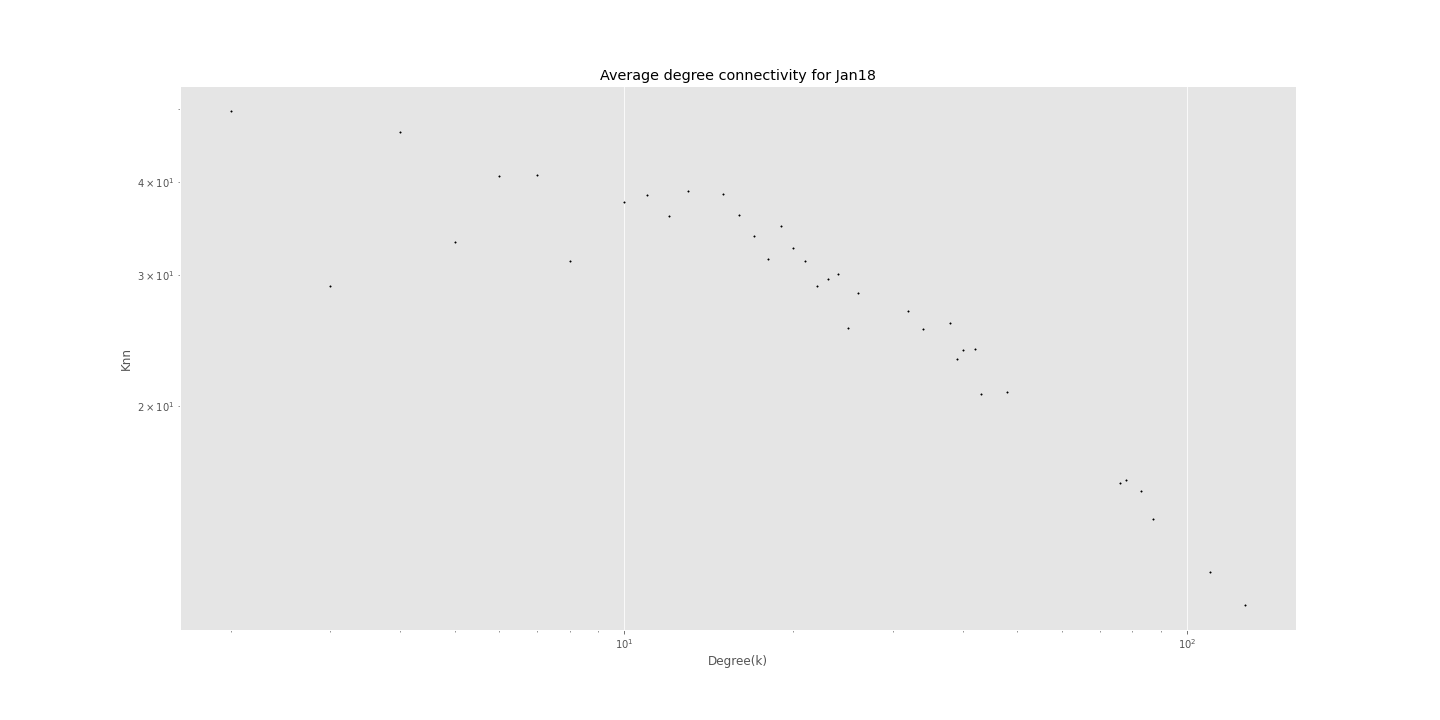 Average degree connectivity for Jan18
4 × 10¹
3 × 10¹
2 × 10¹
Knn
10¹ 10²
Degree(k)